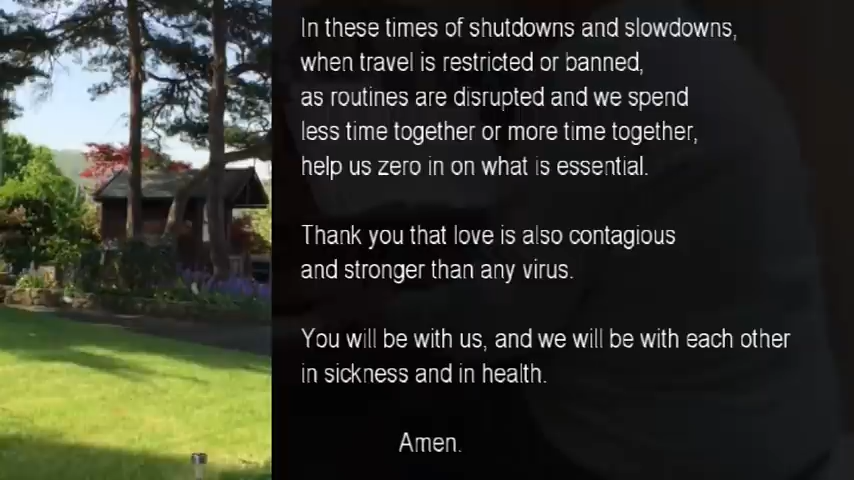 In these times of shutdowns and slowdowns,
when travel is restricted or banned,
as routines are disrupted and we spend
less time together or more time together,
help us zero in on what is essential.
Thank you that love is also contagious
and stronger than any virus.
You will be with us, and we will be with each other
in sickness and in health.
Amen.